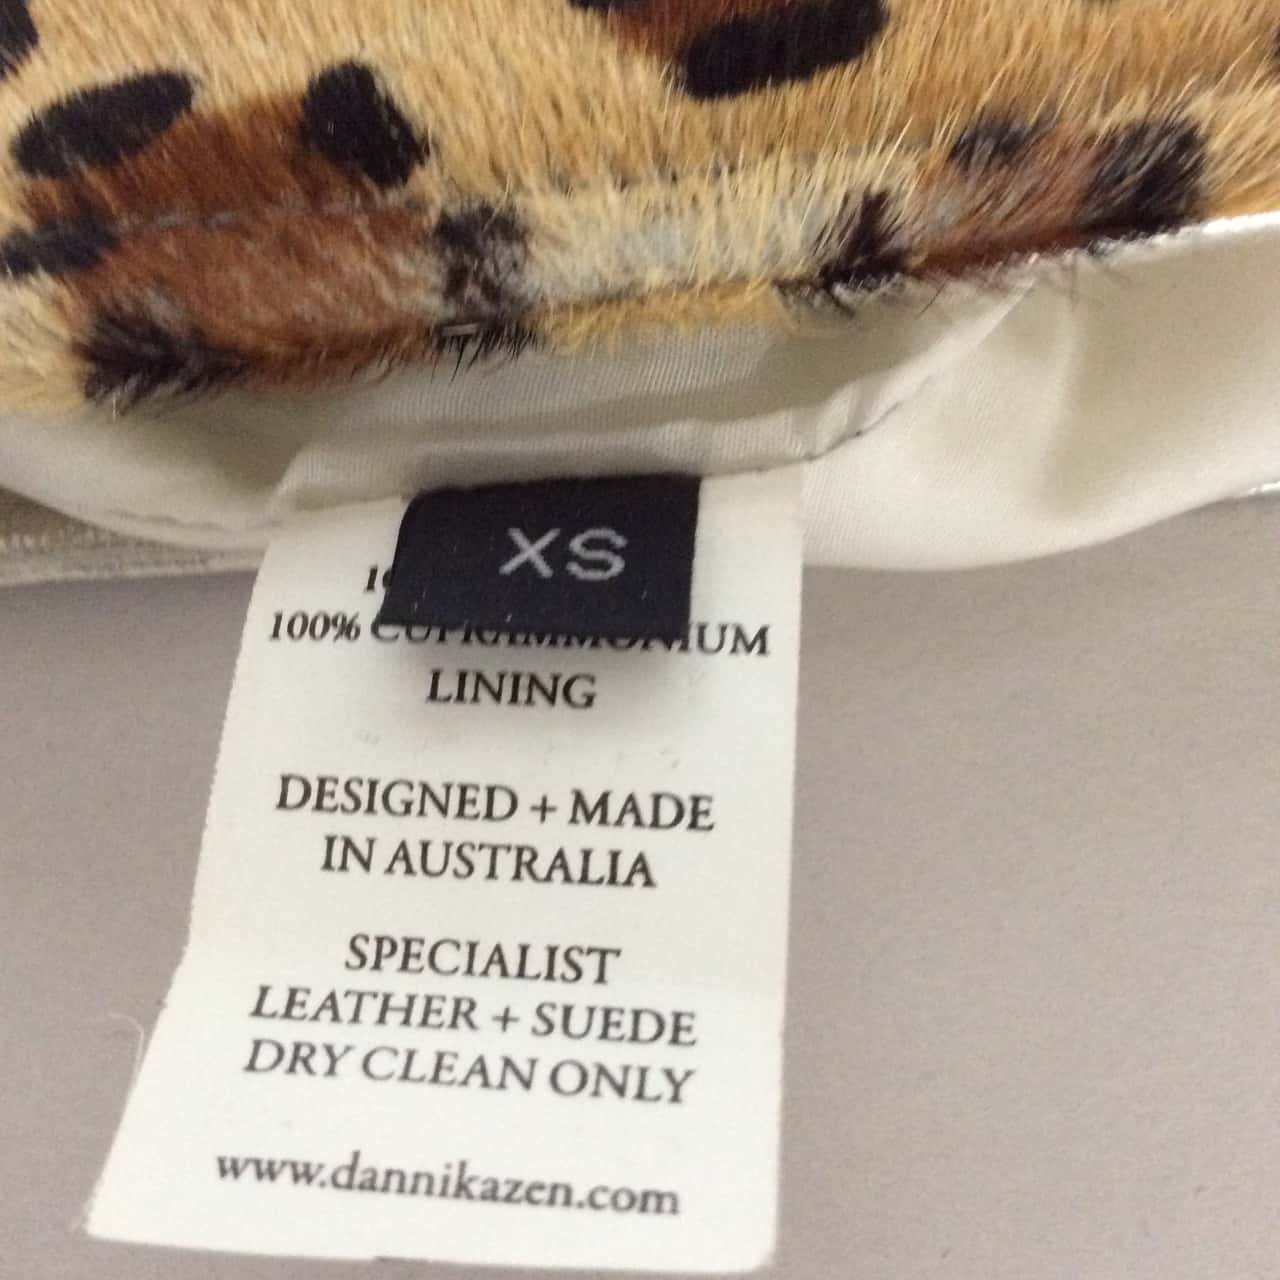 XS
100% CUPRAMMONIUM
LINING
DESIGNED + MADE
IN AUSTRALIA
SPECIALIST
LEATHER + SUEDE
DRY CLEAN ONLY
www.dannikazen.com